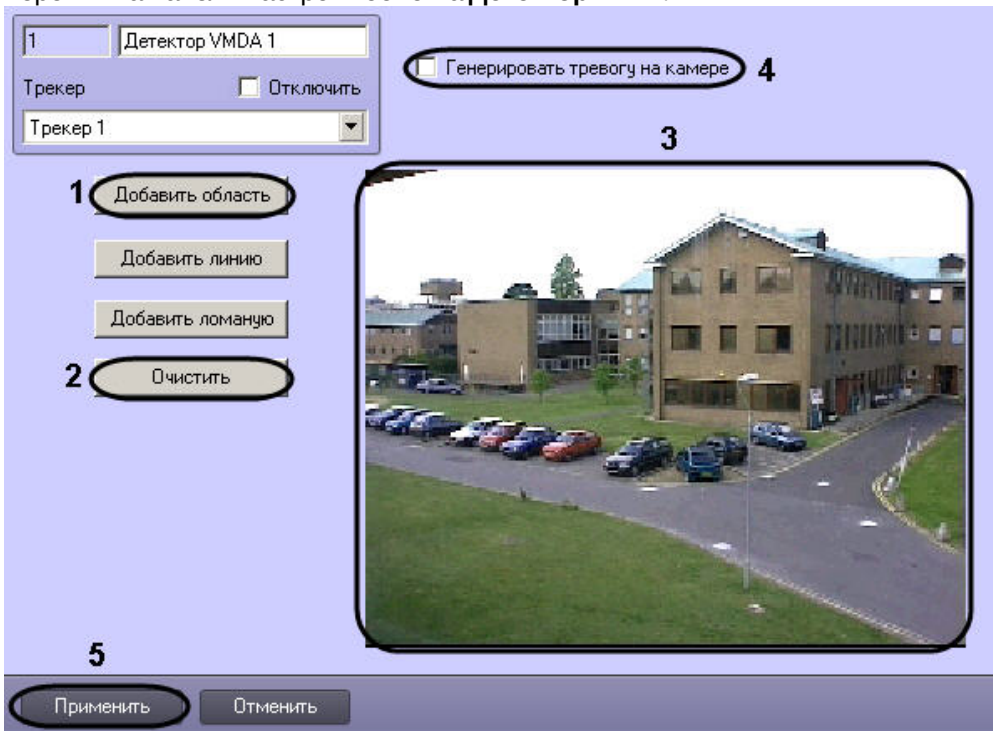 1 Детектор VMDA 1
Генерировать тревогу на камере 4
Трекер Отключить
Трекер 1
3
1 Добавить область
Добавить линию
Добавить ломаную
2 Очистить
5
Применить Отменить